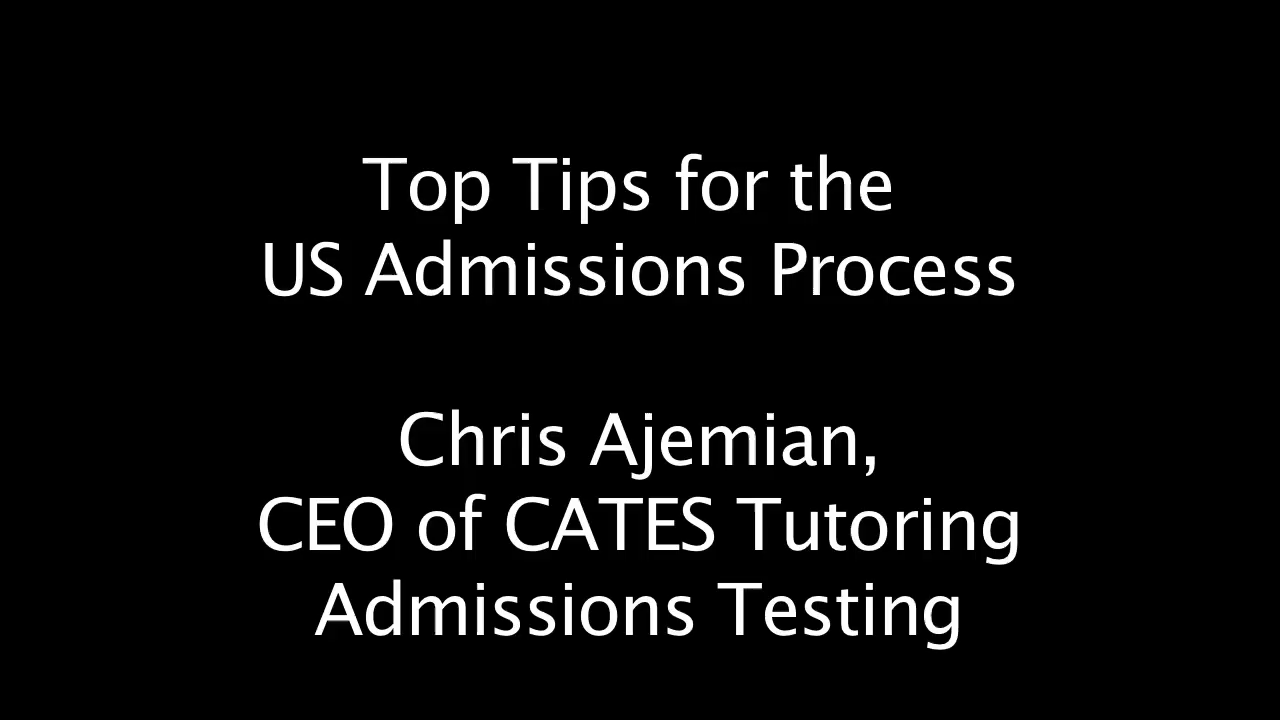 Top Tips for the
US Admissions Process
Chris Ajemian,
CEO of CATES Tutoring
Admissions Testing